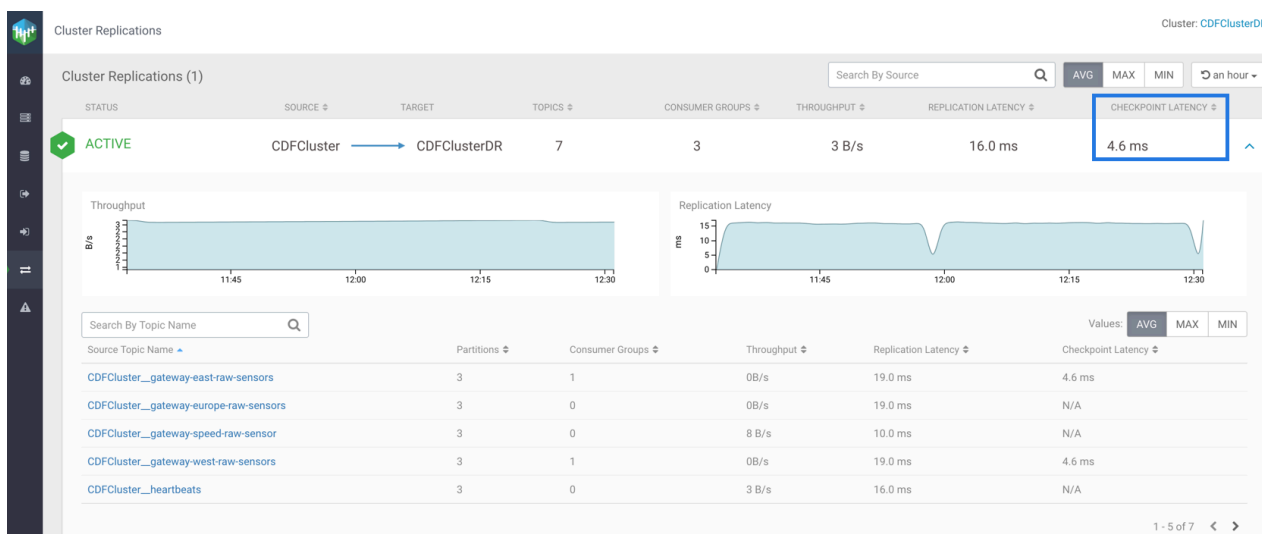 Cluster Replications
Cluster: CDFClusterD
Cluster Replications (1)
Search By Source
AVG MAX MIN
an hour
STATUS SOURCE TARGET TOPICS CONSUMER GROUPS THROUGHPUT REPLICATION LATENCY CHECKPOINT LATENCY
ACTIVE CDFCluster CDFClusterDR 7 3 3 B/s 16.0 ms 4.6 ms
Throughput
B/s
3
2
2
2
2
1
11:45 12:00 12:15 12:30
Replication Latency
ms
15
10
5
0
11:45 12:00 12:15 12:30
Search By Topic Name
Values: AVG MAX MIN
Source Topic Name Partitions Consumer Groups Throughput Replication Latency Checkpoint Latency
CDFCluster__gateway-east-raw-sensors 3 1 0B/s 19.0 ms 4.6 ms
CDFCluster__gateway-europe-raw-sensors 3 0 0B/s 19.0 ms N/A
CDFCluster__gateway-speed-raw-sensor 3 0 8 B/s 10.0 ms N/A
CDFCluster__gateway-west-raw-sensors 3 1 0B/s 19.0 ms 4.6 ms
CDFCluster__heartbeats 3 0 3 B/s 16.0 ms N/A
1 - 5 of 7